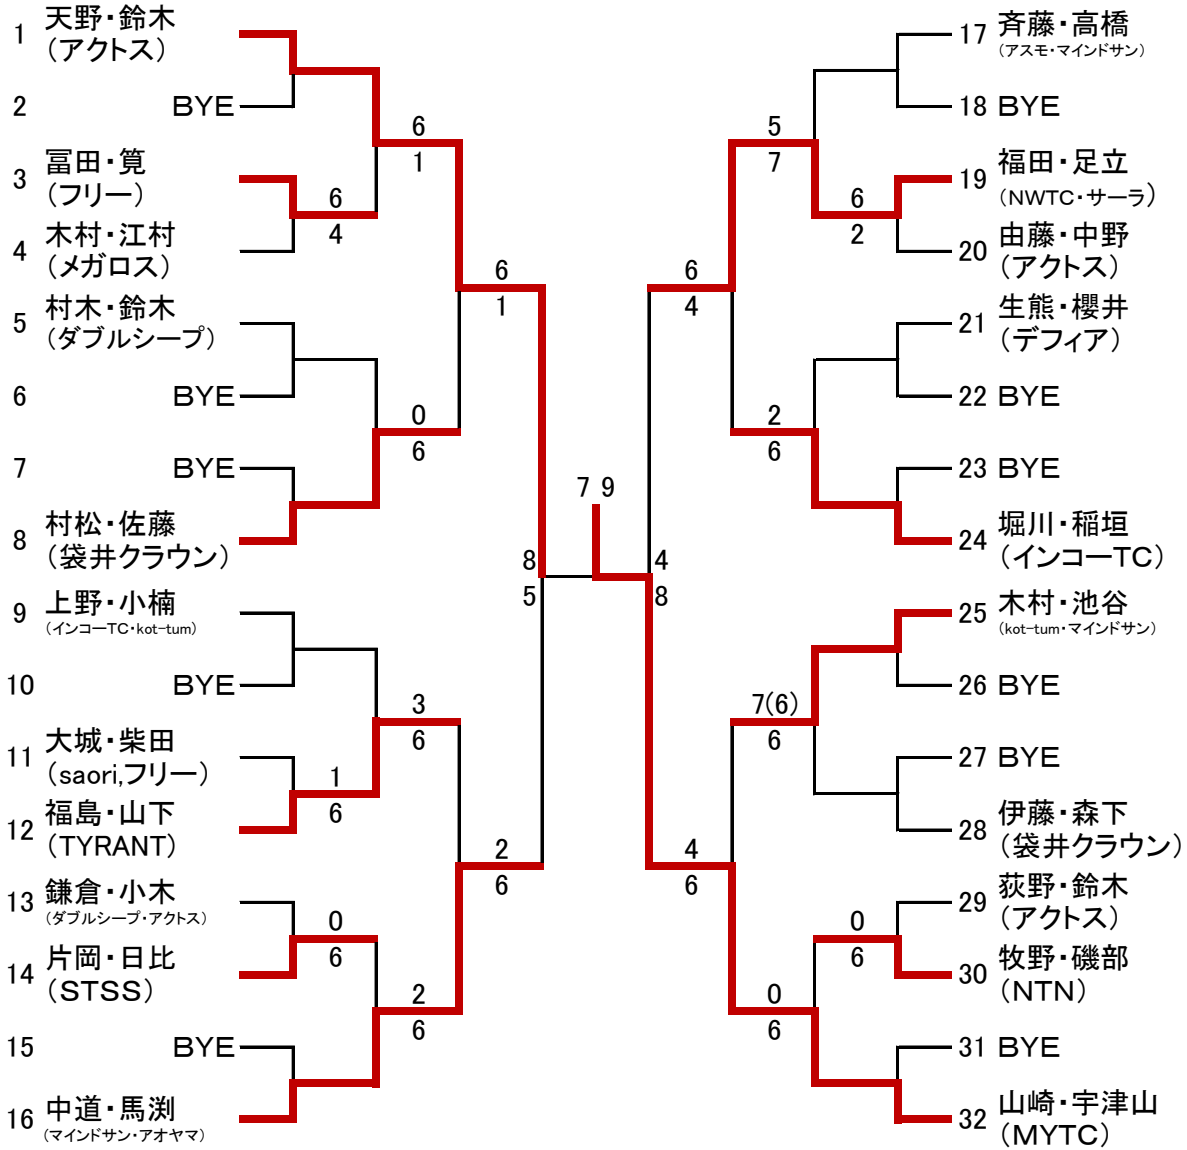 1 天野・鈴木
（アクトス）
2 BYE
6
1
3 冨田・筧
（フリー）
6
4
4 木村・江村
（メガロス）
6
1
5 村木・鈴木
（ダブルシープ）
6 BYE
0
6
7 BYE
8 村松・佐藤
（袋井クラウン）
8
5
9 上野・小楠
（インコーTC・kot-tum）
10 BYE
3
6
11 大城・柴田
（saori,フリー）
1
6
12 福島・山下
（TYRANT）
2
6
13 鎌倉・小木
（ダブルシープ・アクトス）
0
6
14 片岡・日比
（STSS）
2
6
15 BYE
16 中道・馬渕
（マインドサン・アオヤマ）
7 9
17 斉藤・高橋
（アスモ・マインドサン）
18 BYE
5
7
19 福田・足立
（NWTC・サーラ）
6
2
20 由藤・中野
（アクトス）
6
4
21 生熊・櫻井
（デフィア）
22 BYE
2
6
23 BYE
24 堀川・稲垣
（インコーTC）
4
8
25 木村・池谷
（kot-tum・マインドサン）
26 BYE
7(6)
6
27 BYE
28 伊藤・森下
（袋井クラウン）
4
6
29 荻野・鈴木
（アクトス）
0
6
30 牧野・磯部
（NTN）
0
6
31 BYE
32 山崎・宇津山
（MYTC）